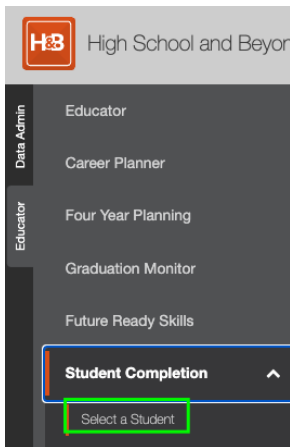 H&B High School and Beyon
Data Admin
Educator
Educator
Career Planner
Four Year Planning
Graduation Monitor
Future Ready Skills
Student Completion
Select a Student